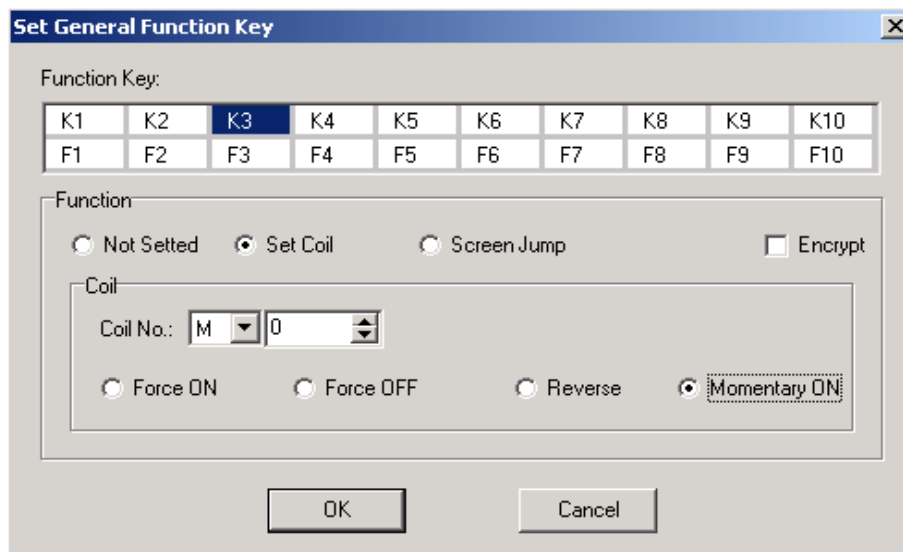 Set General Function Key
Function Key:
K1 K2 K3 K4 K5 K6 K7 K8 K9 K10
F1 F2 F3 F4 F5 F6 F7 F8 F9 F10
Function
Not Setted Set Coil Screen Jump Encrypt
Coil
Coil No.: M 0
Force ON Force OFF Reverse Momentary ON
OK Cancel